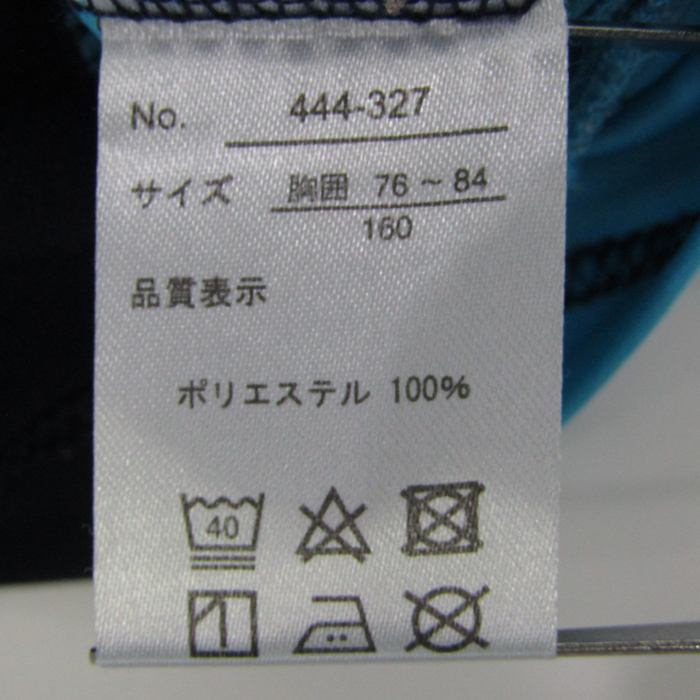 No. 444-327
サイズ 胸囲 76 ~ 84
160
品質表示
ポリエステル 100%
40